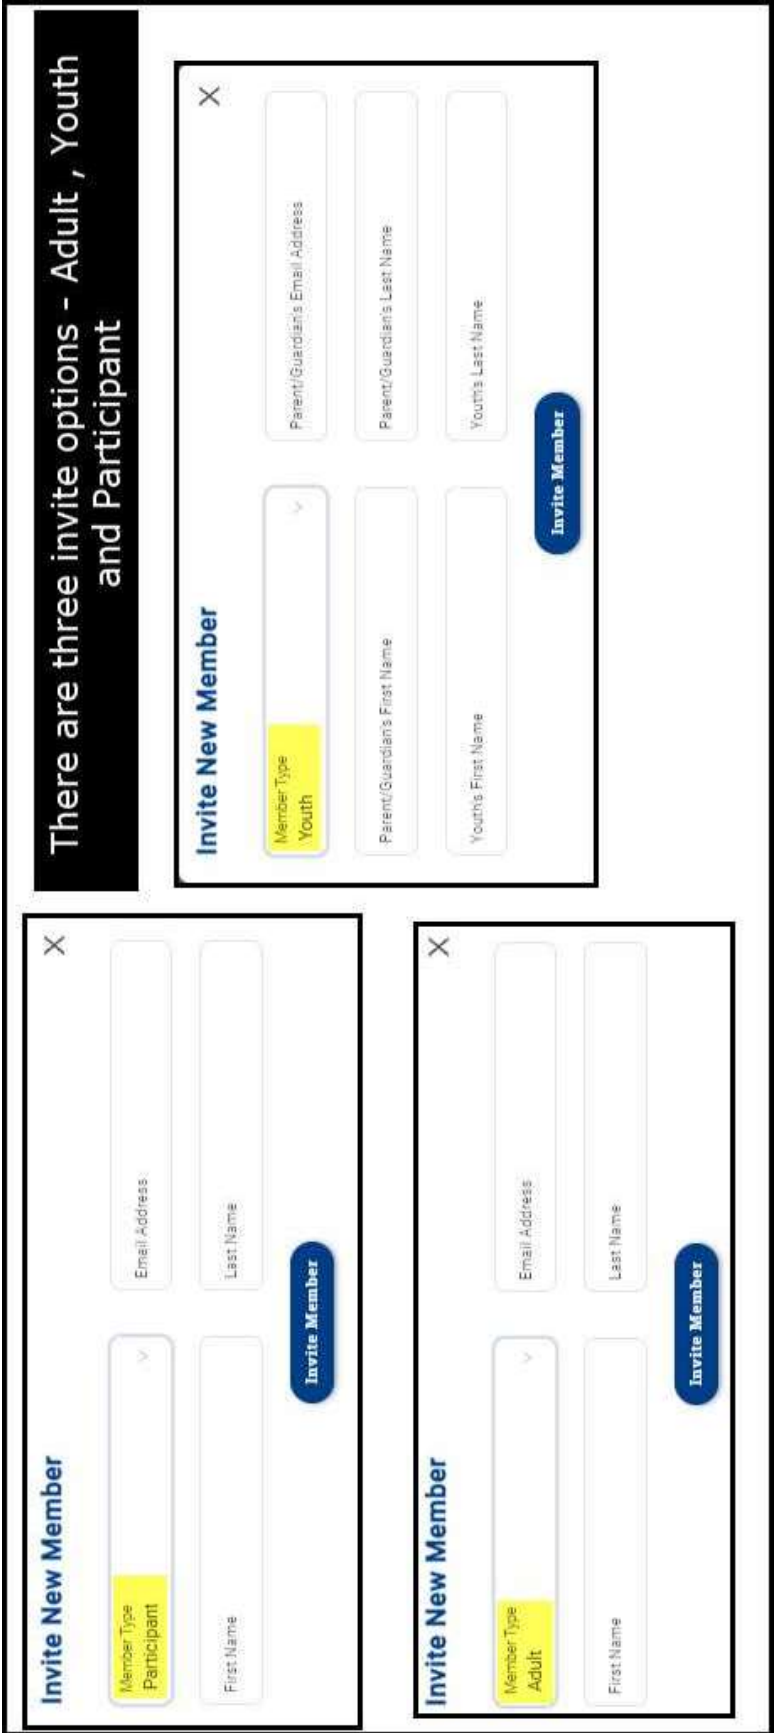 Invite New Member
X
Member Type
Participant
Email Address
First Name
Last Name
Invite Member
There are three invite options - Adult , Youth
and Participant
Invite New Member
X
Member Type
Adult
Email Address
First Name
Last Name
Invite Member
Invite New Member
X
Member Type
Youth
Parent/Guardian's Email Address
Parent/Guardian's First Name
Parent/Guardian's Last Name
Youth's First Name
Youth's Last Name
Invite Member